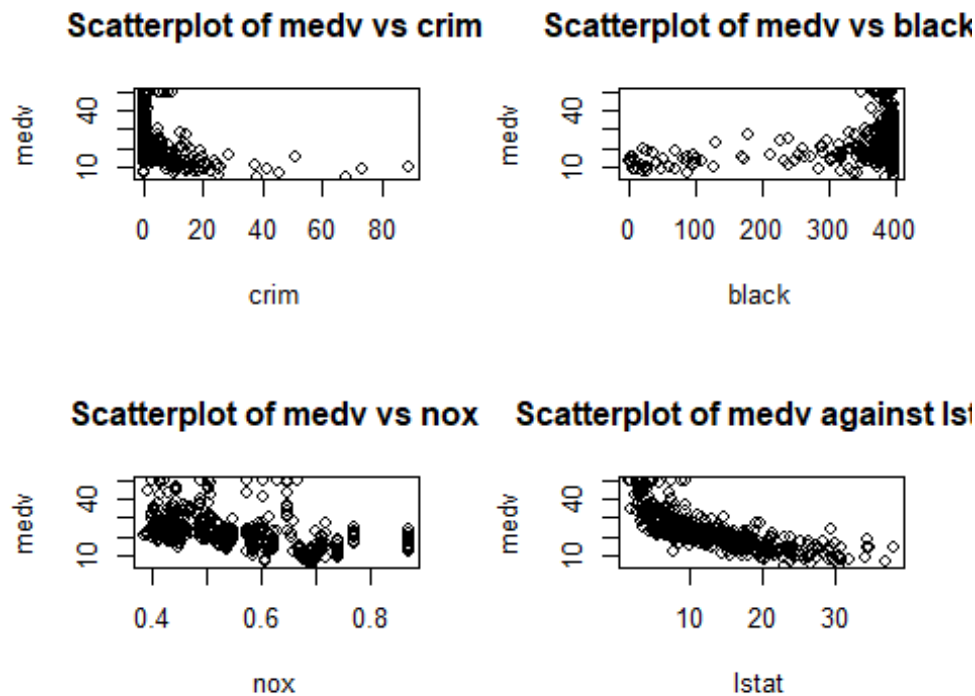 Scatterplot of medv vs crim
medv
10 40
0 20 40 60 80
crim
Scatterplot of medv vs black
medv
10 40
0 100 200 300 400
black
Scatterplot of medv vs nox
medv
10 40
0.4 0.6 0.8
nox
Scatterplot of medv against lst
medv
10 40
10 20 30
lstat